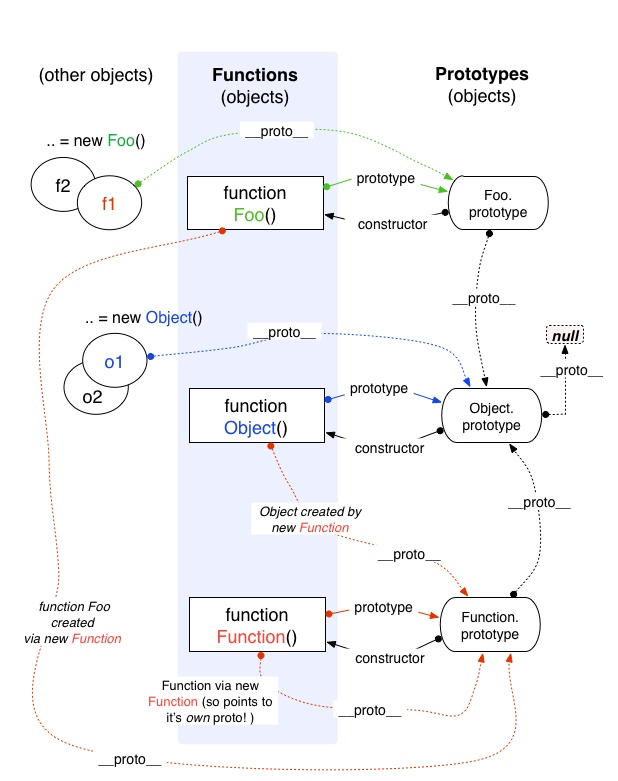 (other objects)
Functions
(objects)
Prototypes
(objects)
.. = new Foo()
__proto__
f2
f1
function
Foo()
prototype
constructor
Foo.
prototype
__proto__
.. = new Object()
__proto__
null
__proto__
o1
o2
function
Object()
prototype
constructor
Object.
prototype
Object created by
new Function
__proto__
__proto__
function Foo
created
via new Function
function
Function()
prototype
constructor
Function.
prototype
Function via new
Function (so points to
it's own proto! )
__proto__
__proto__